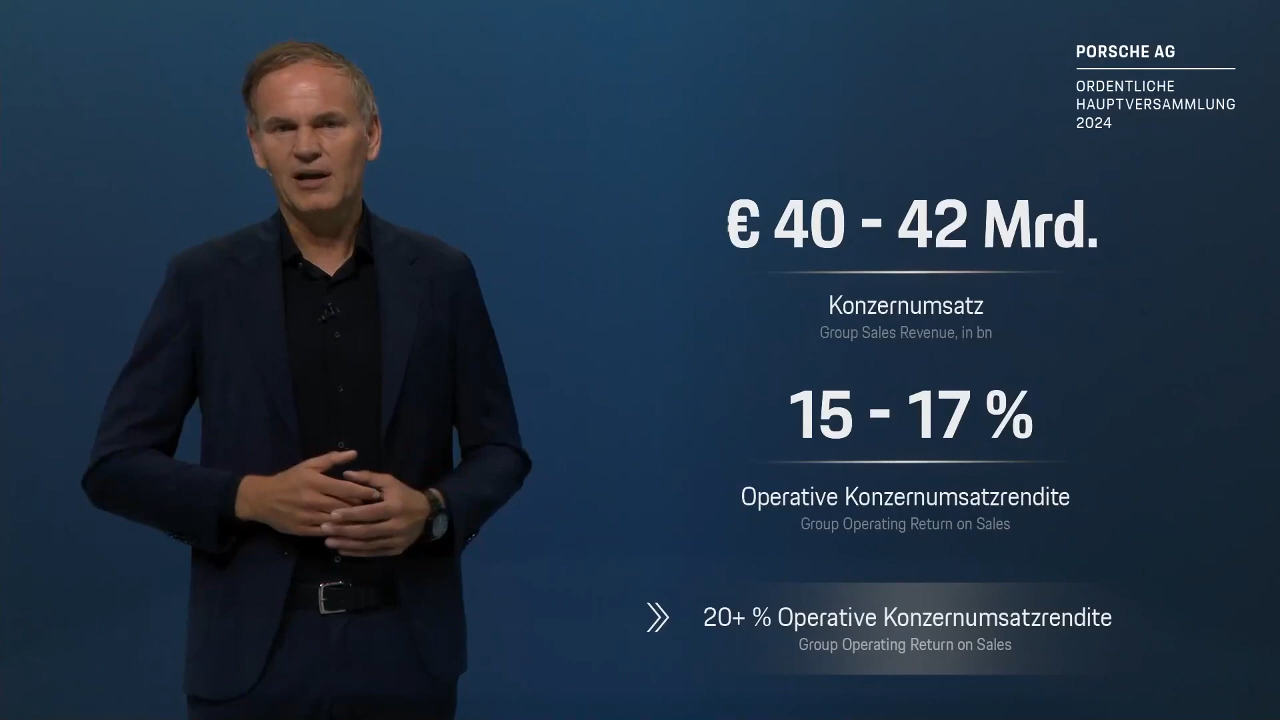 PORSCHE AG
ORDENTLICHE
HAUPTVERSAMMLUNG
2024
€ 40 - 42 Mrd.
Konzernumsatz
Group Sales Revenue, in bn
15 - 17 %
Operative Konzernumsatzrendite
Group Operating Return on Sales
20+ % Operative Konzernumsatzrendite
Group Operating Return on Sales